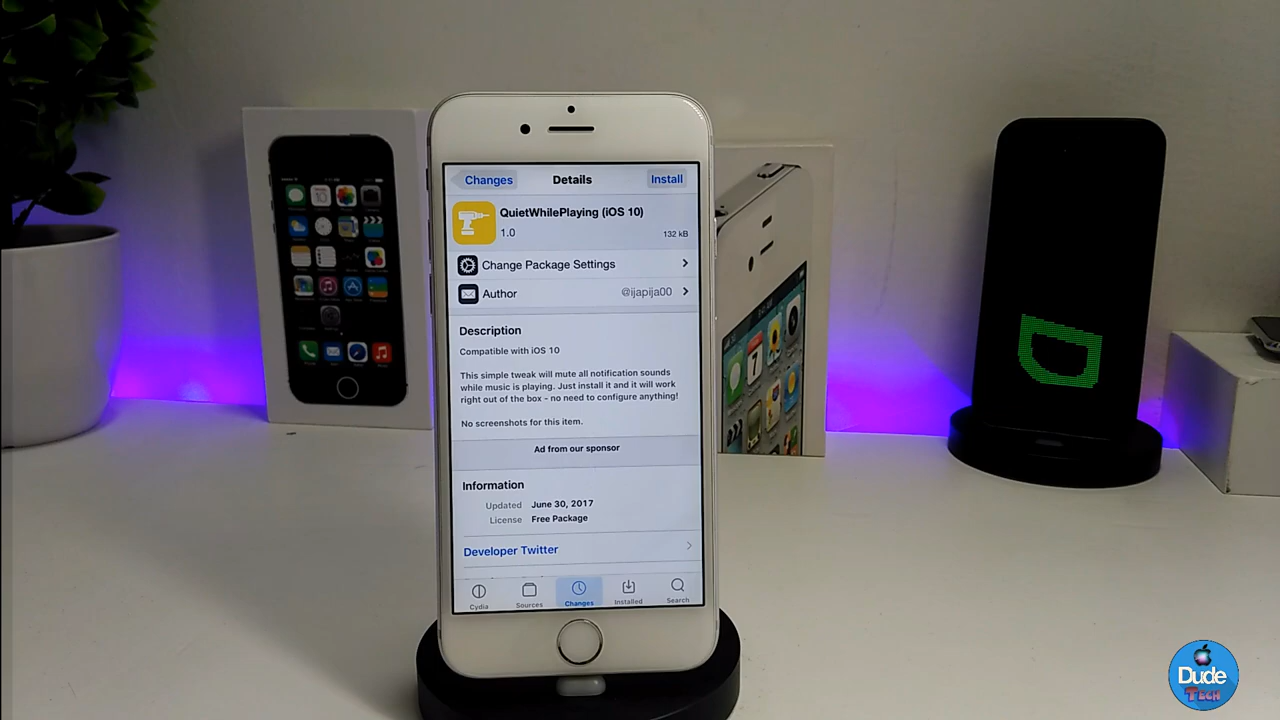 Changes
Details
Install
QuietWhilePlaying (iOS 10)
1.0
132 kB
Change Package Settings
Author
@ijapija00
Description
Compatible with iOS 10
This simple tweak will mute all notification sounds
while music is playing. Just install it and it will work
right out of the box - no need to configure anything!
No screenshots for this item.
Ad from our sponsor
Information
Updated June 30, 2017
License Free Package
Developer Twitter
Cydia
Sources
Changes
Installed
Search
7
Dude
TECH